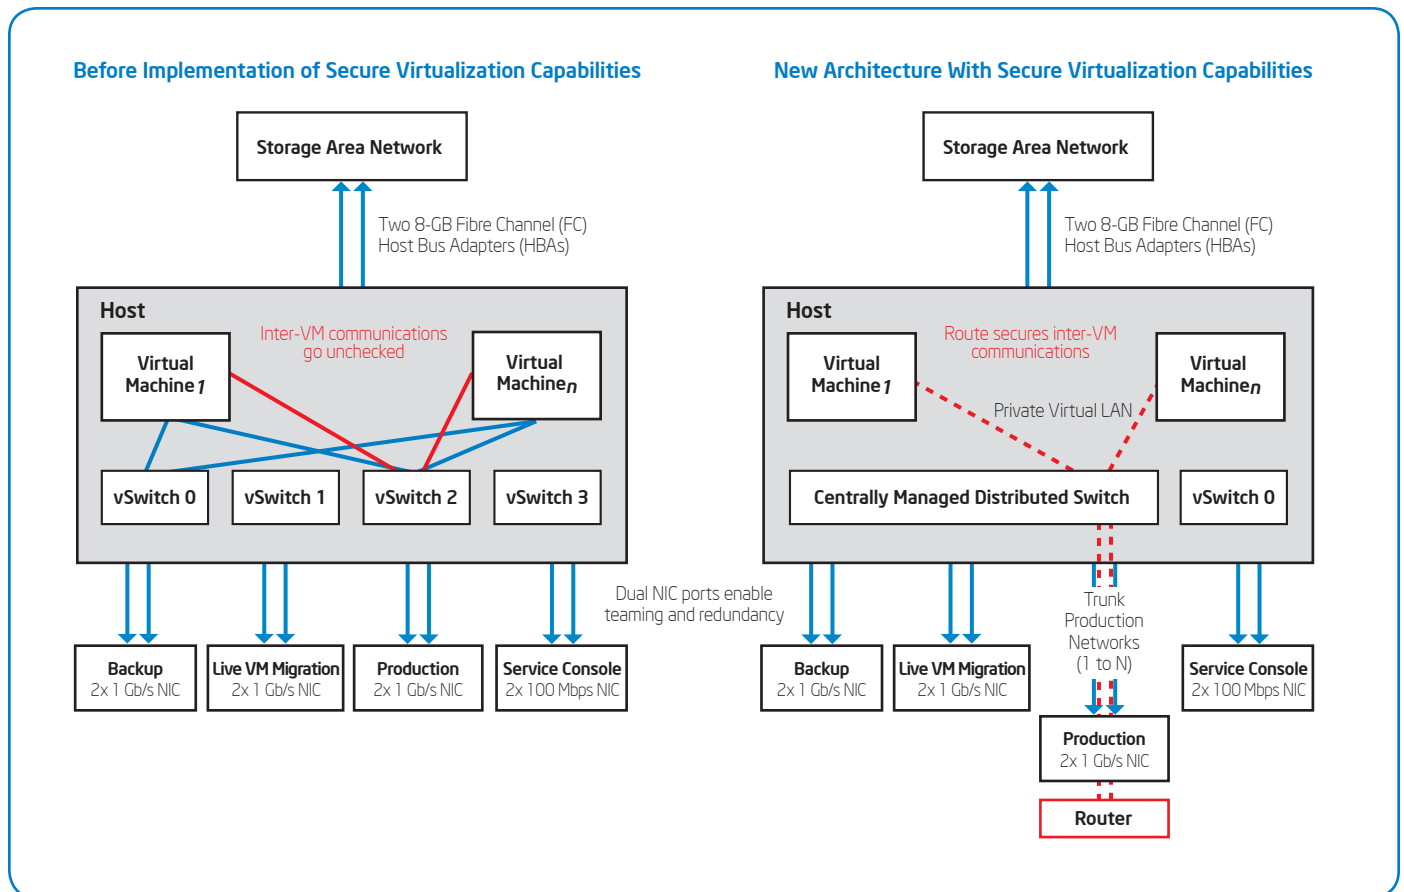 Before Implementation of Secure Virtualization Capabilities
Storage Area Network
Two 8-GB Fibre Channel (FC)
Host Bus Adapters (HBAs)
Host
Inter-VM communications
go unchecked
Virtual
Machine1
Virtual
Machinen
vSwitch 0
vSwitch 1
vSwitch 2
vSwitch 3
Dual NIC ports enable
teaming and redundancy
Backup
2x 1 Gb/s NIC
Live VM Migration
2x 1 Gb/s NIC
Production
2x 1 Gb/s NIC
Service Console
2x 100 Mbps NIC
New Architecture With Secure Virtualization Capabilities
Storage Area Network
Two 8-GB Fibre Channel (FC)
Host Bus Adapters (HBAs)
Host
Route secures inter-VM
communications
Virtual
Machine1
Virtual
Machinen
Private Virtual LAN
Centrally Managed Distributed Switch
vSwitch 0
Trunk
Production
Networks
(1 to N)
Backup
2x 1 Gb/s NIC
Live VM Migration
2x 1 Gb/s NIC
Service Console
2x 100 Mbps NIC
Production
2x 1 Gb/s NIC
Router